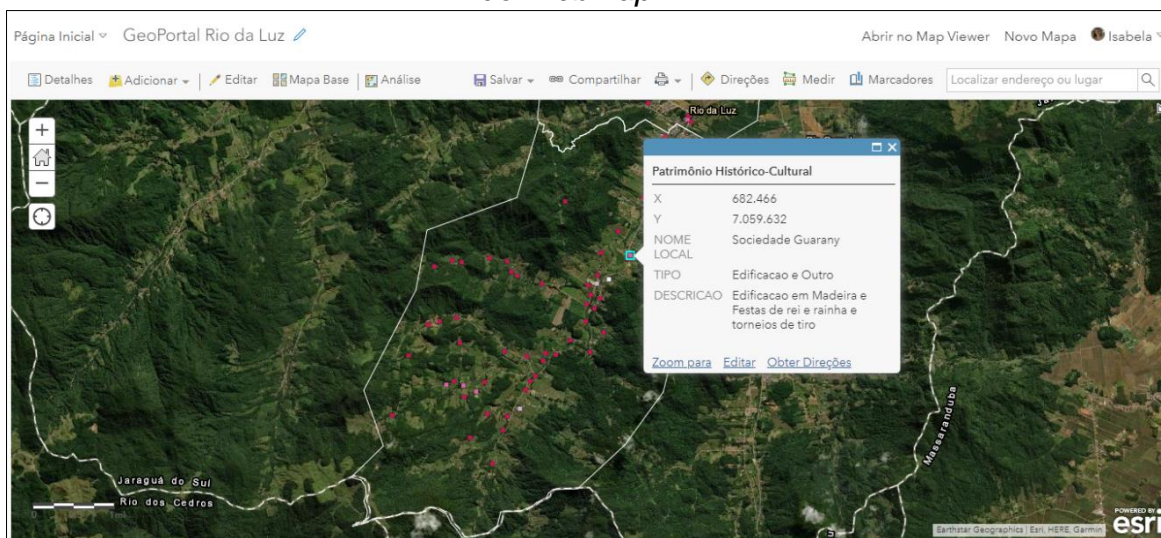 Página Inicial GeoPortal Rio da Luz Abrir no Map Viewer Novo Mapa Isabela
Detalhes Adicionar Editar Mapa Base Análise Salvar Compartilhar Direções Medir Marcadores Localizar endereço ou lugar
Rio da Luz
Patrimônio Histórico-Cultural
X 682.466
Y 7.059.632
NOME LOCAL Sociedade Guarany
TIPO Edificacao e Outro
DESCRICAO Edificacao em Madeira e
Festas de rei e rainha e
torneios de tiro
Zoom para Editar Obter Direções
Massaranduba
Jaraguá do Sul
Rio dos Cedros
Earthstar Geographics | Esri, HERE, Garmin
POWERED BY
esri